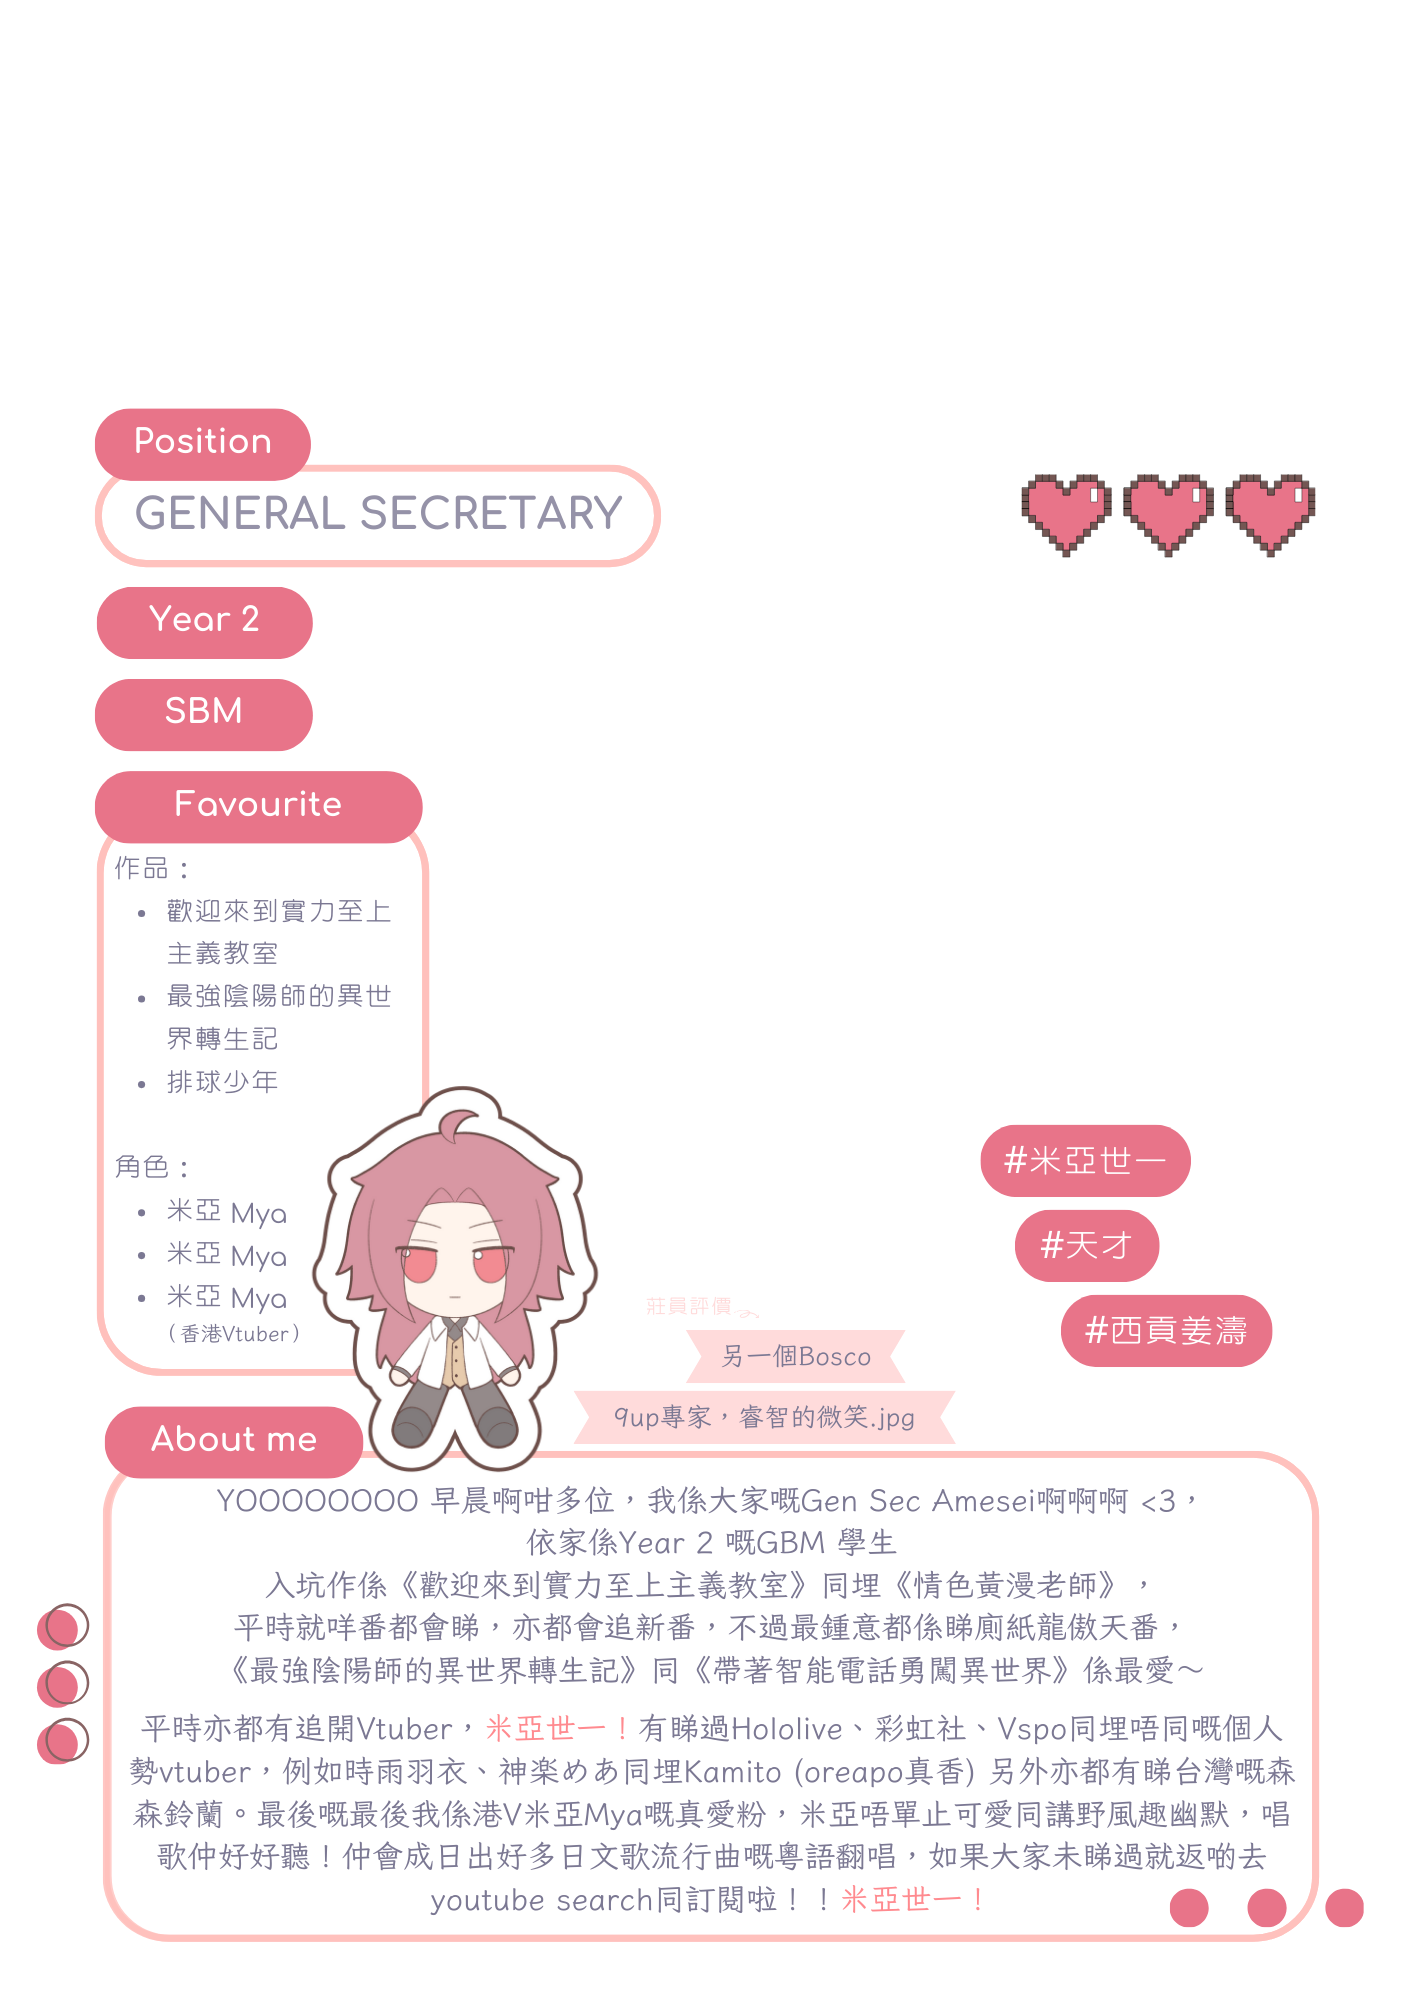 Position
GENERAL SECRETARY
Year 2
SBM
Favourite
作品：
歡迎來到實力至上
主義教室
最強陰陽師的異世
界轉生記
排球少年
角色：
米亞 Mya
米亞 Mya
米亞 Mya
（香港Vtuber）
#米亞世一
#天才
#西貢姜濤
莊員評價
另一個Bosco
9up專家，睿智的微笑.jpg
About me
YOOOOOOOO 早晨啊咁多位，我係大家嘅Gen Sec Amesei啊啊啊 <3，
依家係Year 2 嘅GBM 學生
入坑作係《歡迎來到實力至上主義教室》同埋《情色黃漫老師》，
平時就咩番都會睇，亦都會追新番，不過最鍾意都係睇廁紙龍傲天番，
《最強陰陽師的異世界轉生記》同《帶著智能電話勇闖異世界》係最愛～
平時亦都有追開Vtuber，米亞世一！有睇過Hololive、彩虹社、Vspo同埋唔同嘅個人
勢vtuber，例如時雨羽衣、神楽めあ同埋Kamito (oreapo真香) 另外亦都有睇台灣嘅森
森鈴蘭。最後嘅最後我係港V米亞Mya嘅真愛粉，米亞唔單止可愛同講野風趣幽默，唱
歌仲好好聽！仲會成日出好多日文歌流行曲嘅粵語翻唱，如果大家未睇過就返啲去
youtube search同訂閱啦！！米亞世一！